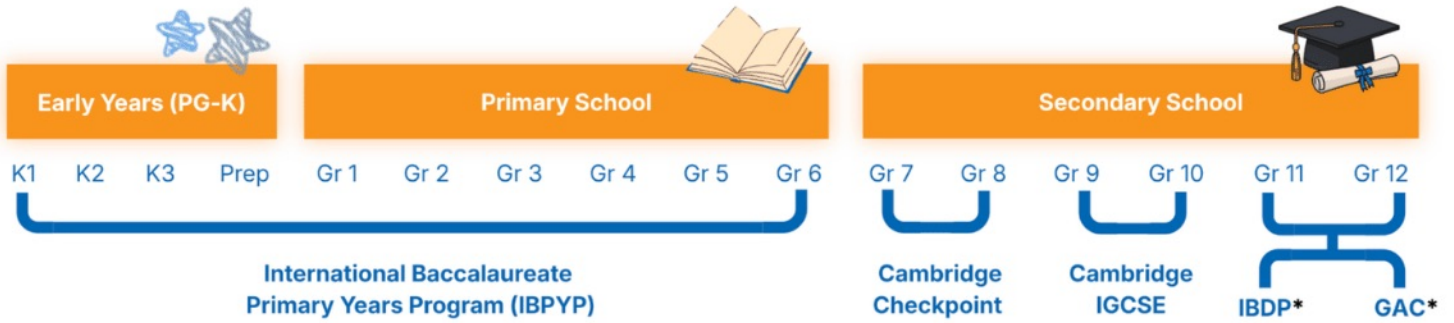 Early Years (PG-K)
Primary School
Secondary School
K1 K2 K3 Prep Gr 1 Gr 2 Gr 3 Gr 4 Gr 5 Gr 6 Gr 7 Gr 8 Gr 9 Gr 10 Gr 11 Gr 12
International Baccalaureate
Primary Years Program (IBPYP)
Cambridge
Checkpoint
Cambridge
IGCSE
IBDP*
GAC*